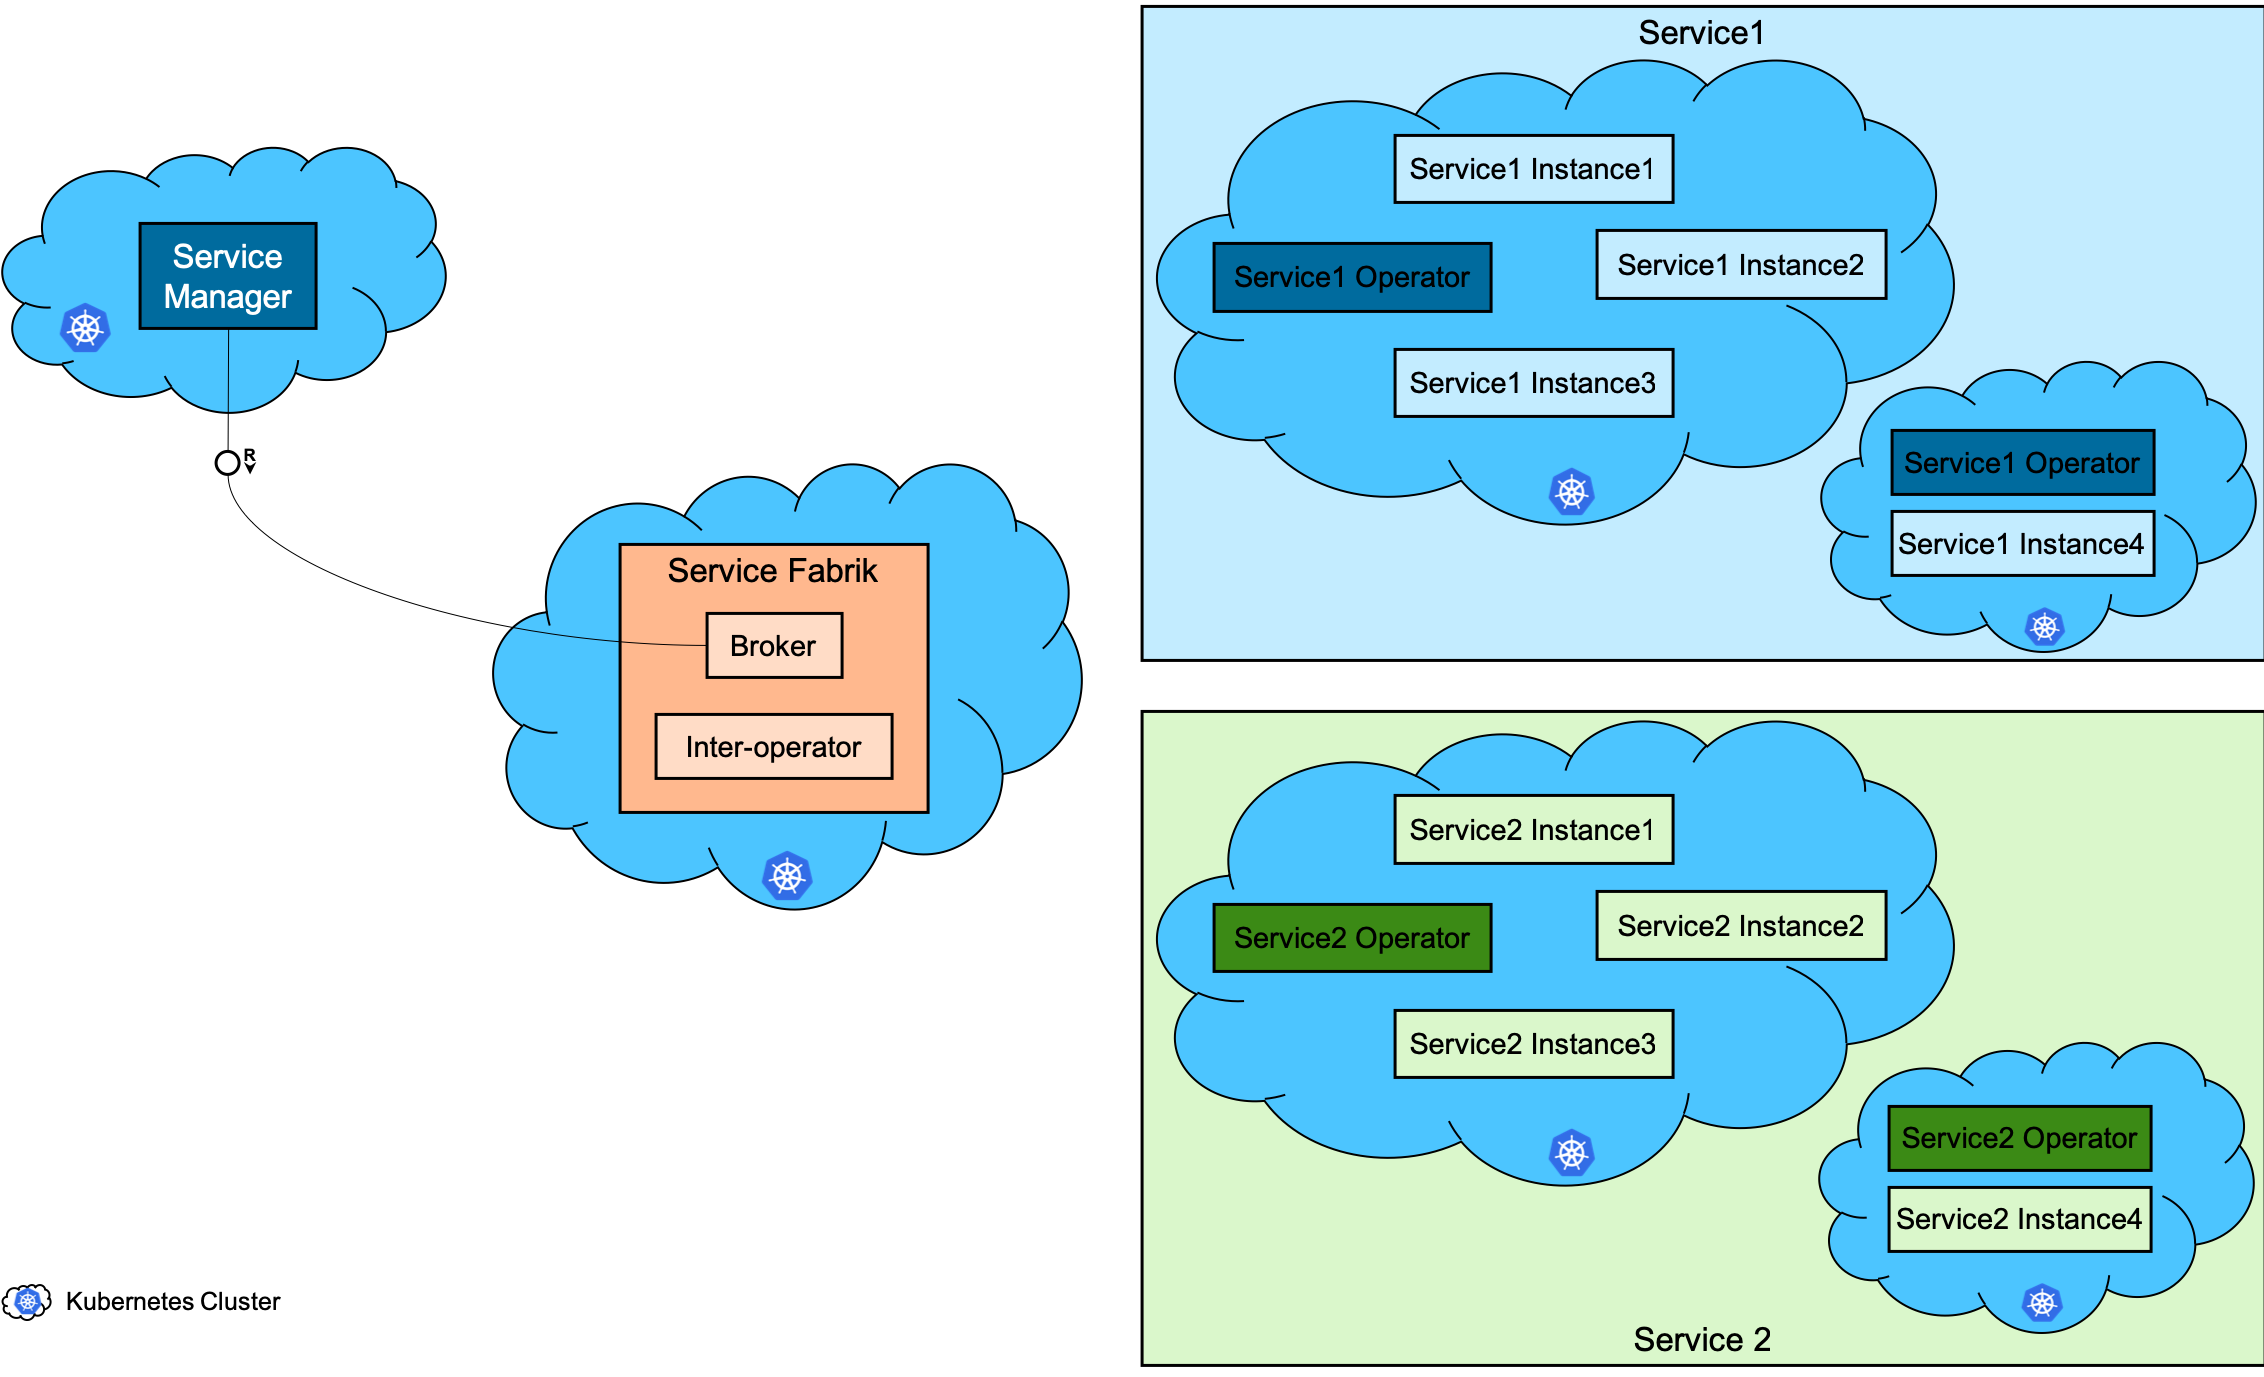 Service
Manager
R
Service Fabrik
Broker
Inter-operator
Kubernetes Cluster
Service1
Service1 Instance1
Service1 Operator
Service1 Instance2
Service1 Instance3
Service1 Operator
Service1 Instance4
Service2 Instance1
Service2 Operator
Service2 Instance2
Service2 Instance3
Service2 Operator
Service2 Instance4
Service 2